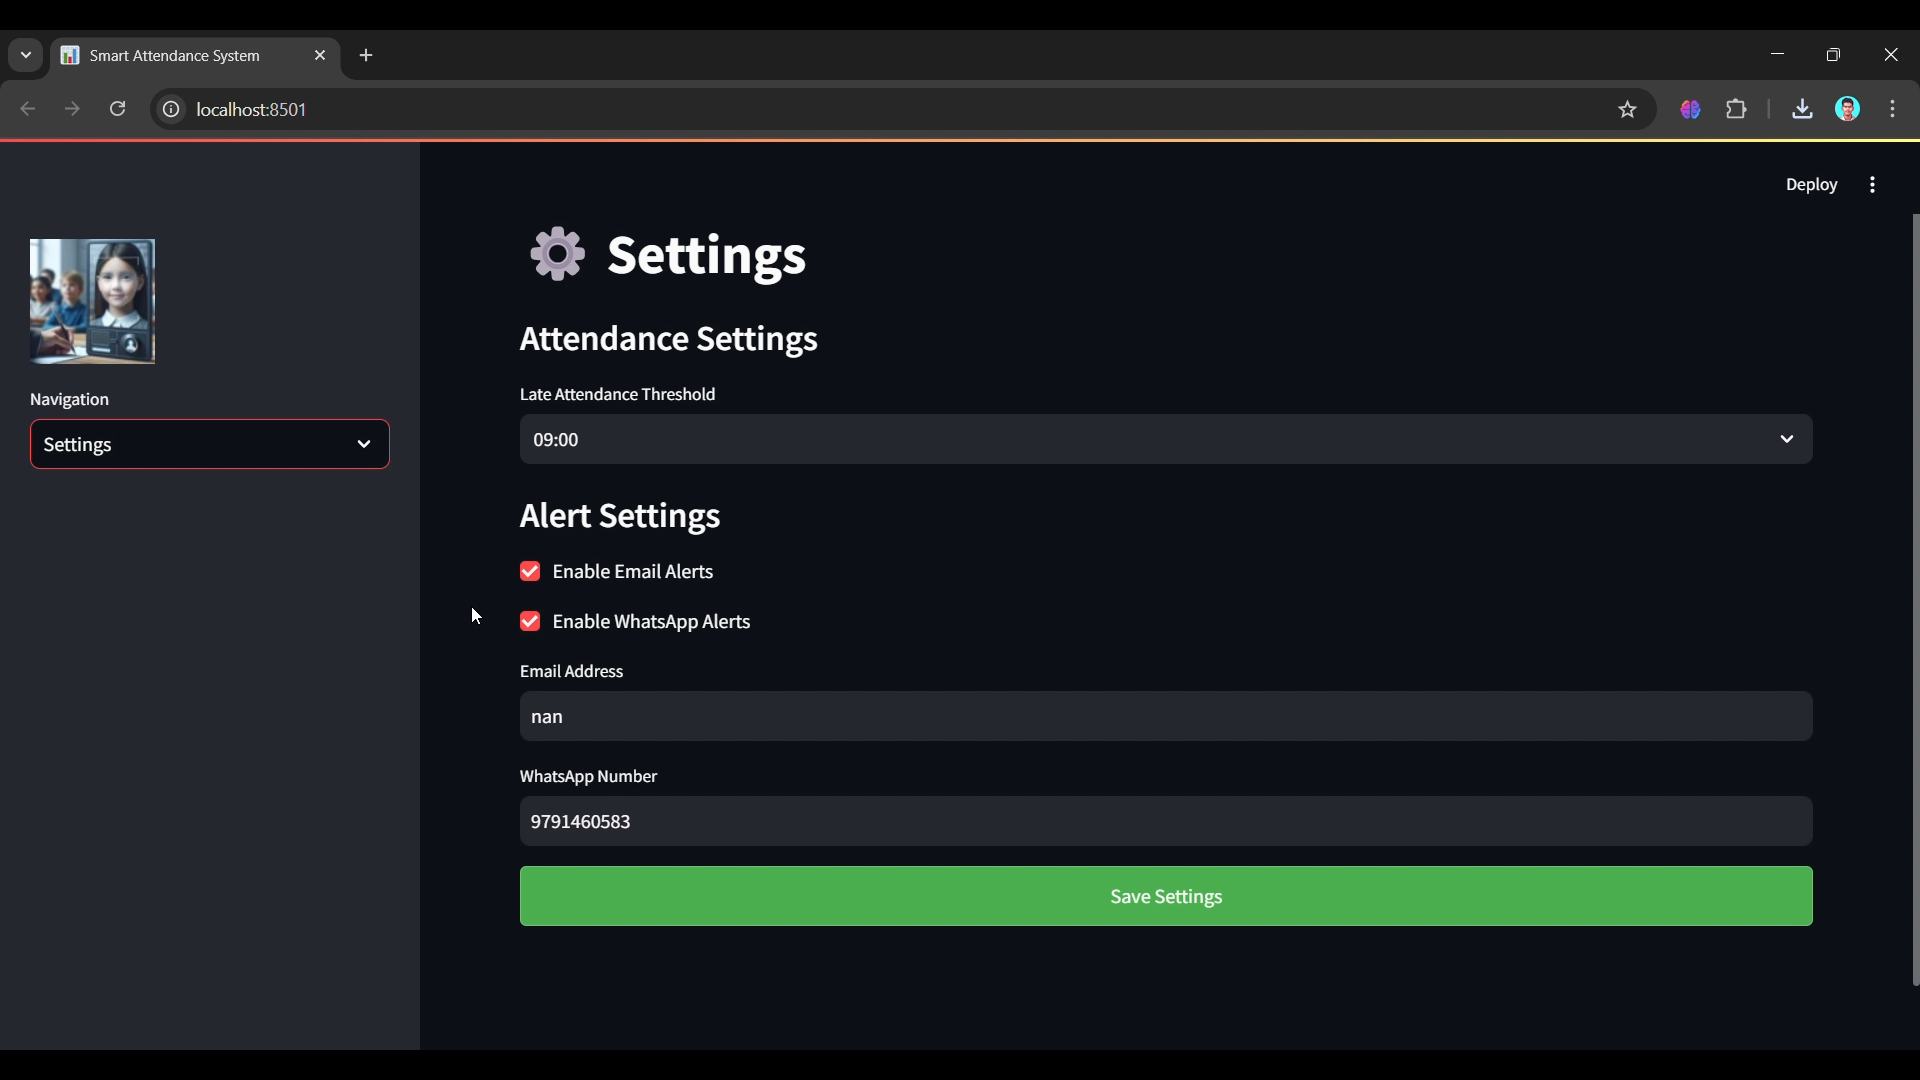 Smart Attendance System
localhost:8501
Deploy
Navigation
Settings
Settings
Attendance Settings
Late Attendance Threshold
09:00
Alert Settings
Enable Email Alerts
Enable WhatsApp Alerts
Email Address
nan
WhatsApp Number
9791460583
Save Settings